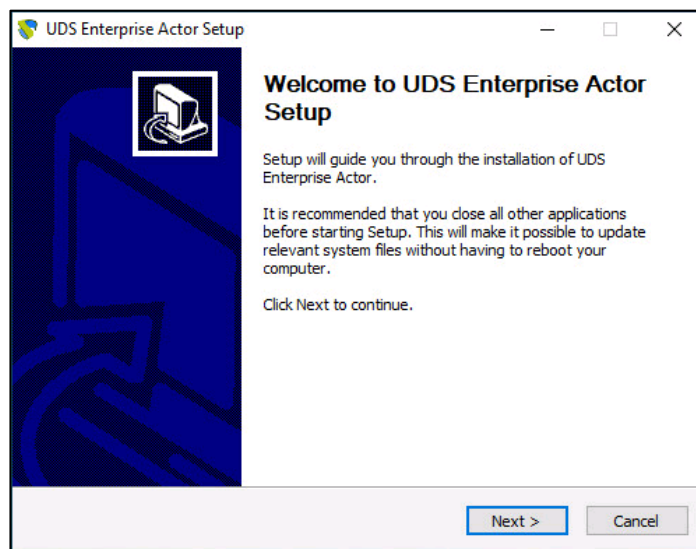 UDS Enterprise Actor Setup
Welcome to UDS Enterprise Actor
Setup
Setup will guide you through the installation of UDS
Enterprise Actor.
It is recommended that you close all other applications
before starting Setup. This will make it possible to update
relevant system files without having to reboot your
computer.
Click Next to continue.
Next >
Cancel